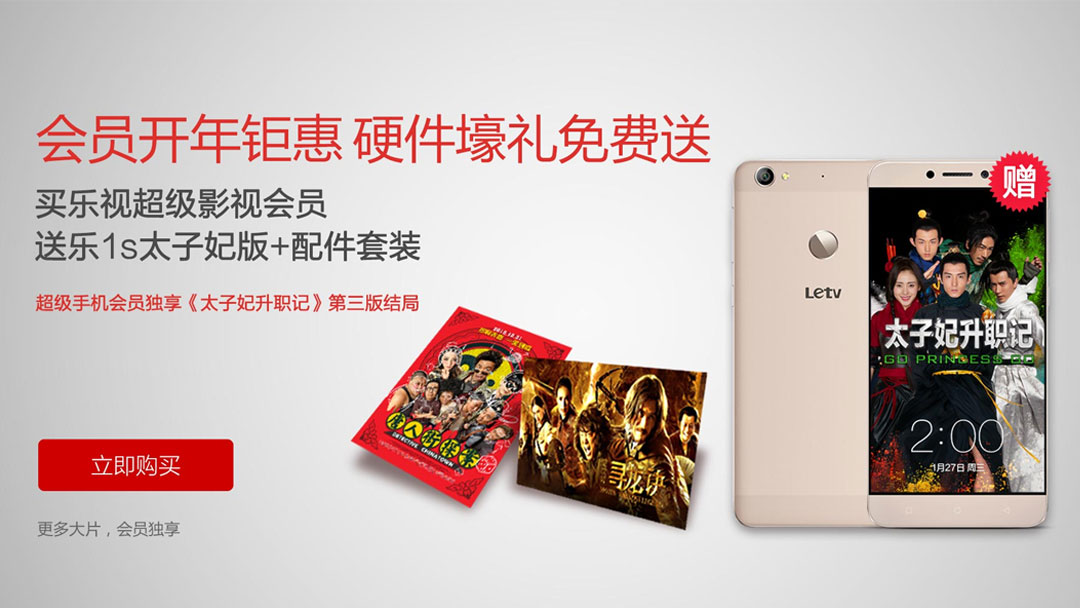 会员开年钜惠 硬件壕礼免费送
买乐视超级影视会员
送乐1s太子妃版+配件套装
超级手机会员独享《太子妃升职记》第三版结局
赠
Letv
太子妃升职记
GO PRINCESS GO
2:00
1月27日 周三
唐人街探案
DETECTIVE CHINATOWN
寻龙诀
立即购买
更多大片，会员独享